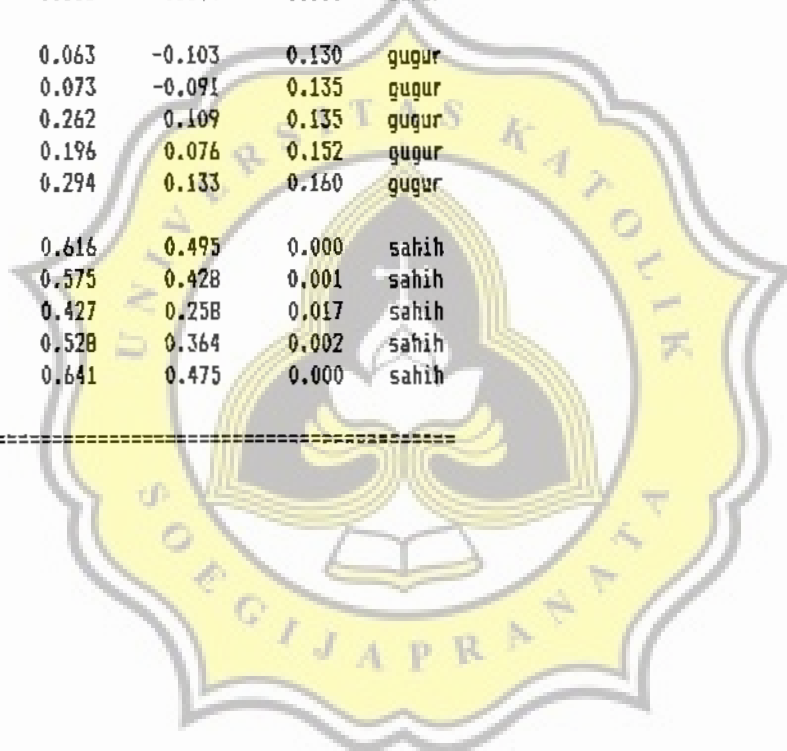 0.063 -0.103 0.130 gugur
0.073 -0.091 0.135 gugur
0.262 0.109 0.135 gugur
0.196 0.076 0.152 gugur
0.294 0.133 0.160 gugur
0.616 0.495 0.000 sahih
0.575 0.428 0.001 sahih
0.427 0.258 0.017 sahih
0.528 0.364 0.002 sahih
0.641 0.475 0.000 sahih
UNIVERSITAS KATOLIK
SOEGIJAPRANATA